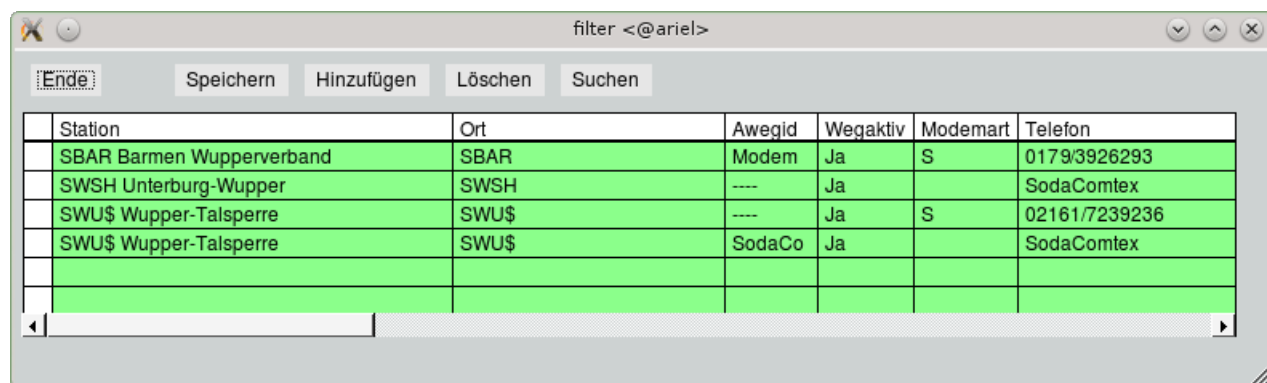 filter <@ariel>
Ende Speichern Hinzufügen Löschen Suchen
Station Ort Awegid Wegaktiv Modemart Telefon
SBAR Barmen Wupperverband SBAR Modem Ja S 0179/3926293
SWSH Unterburg-Wupper SWSH ---- Ja SodaComtex
SWU$ Wupper-Talsperre SWU$ ---- Ja S 02161/7239236
SWU$ Wupper-Talsperre SWU$ SodaCo Ja SodaComtex